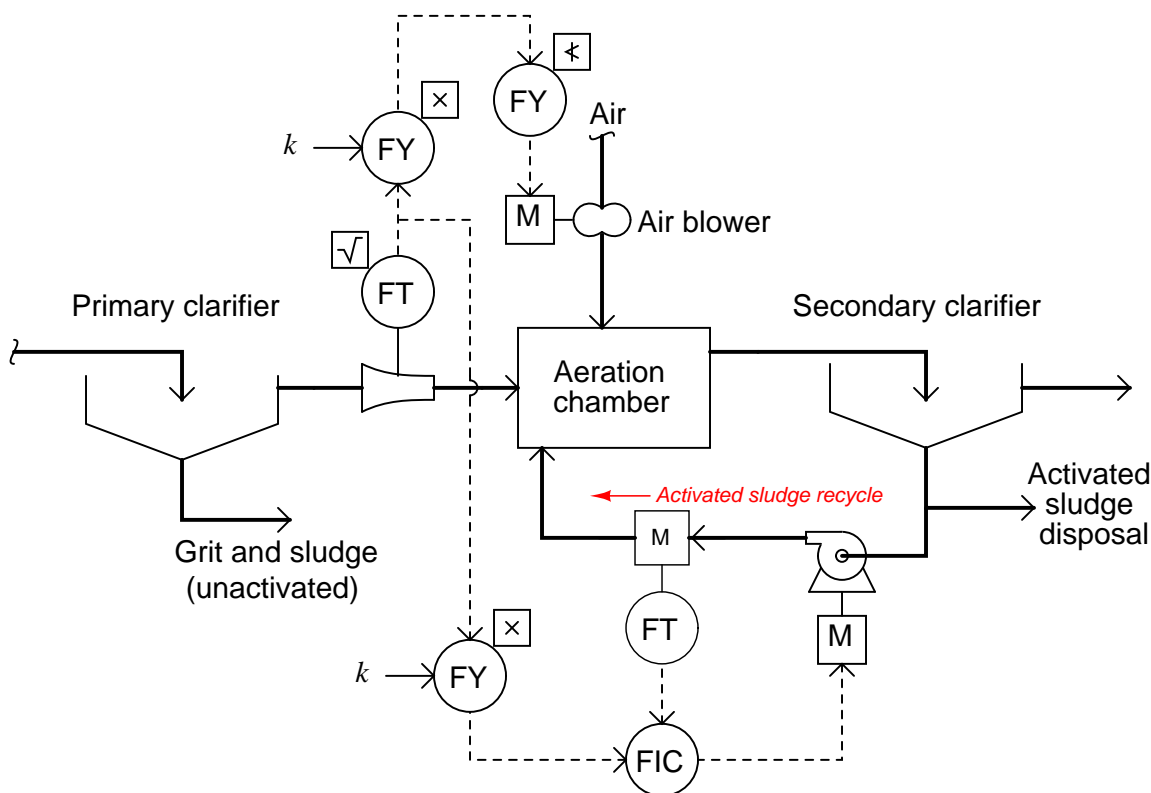 ×
∢
FY
FY
k
Air
M
Air blower
√
FT
Primary clarifier
Secondary clarifier
Aeration
chamber
Activated sludge recycle
Activated
sludge
disposal
Grit and sludge
(unactivated)
M
FT
M
×
k
FY
FIC